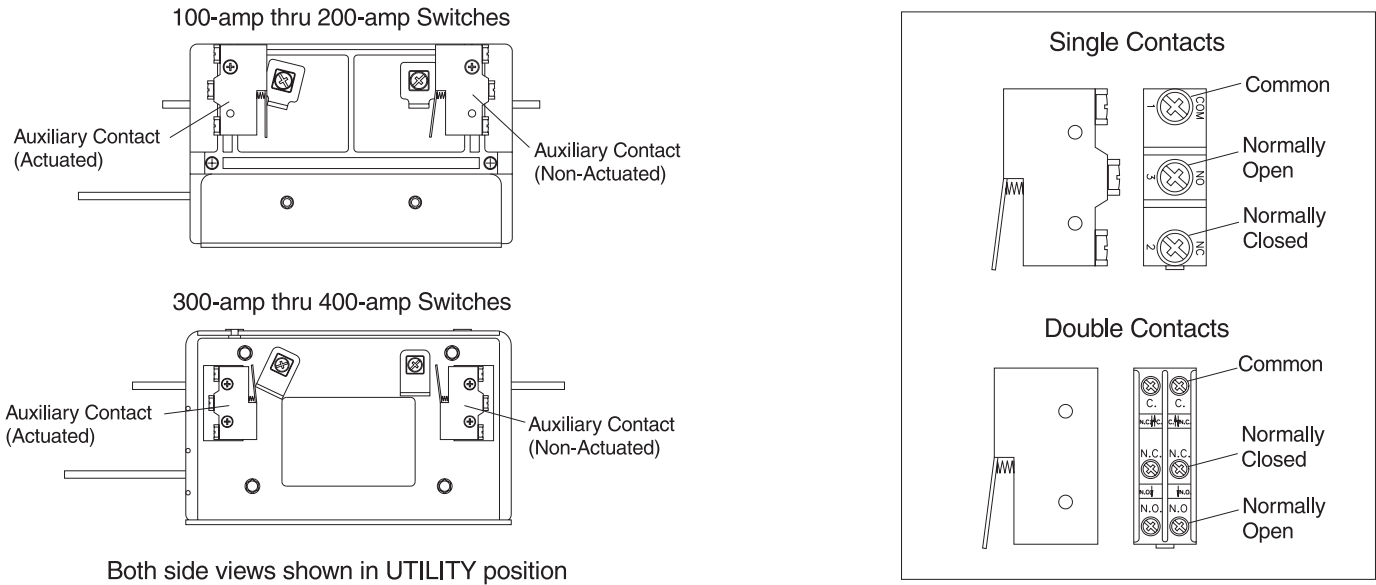 100-amp thru 200-amp Switches
Auxiliary Contact
(Actuated)
Auxiliary Contact
(Non-Actuated)
300-amp thru 400-amp Switches
Auxiliary Contact
(Actuated)
Auxiliary Contact
(Non-Actuated)
Both side views shown in UTILITY position
Single Contacts
1 COM
Common
3 NO
Normally
Open
2 NC
Normally
Closed
Double Contacts
Common
C. C.
N.C. C. C. N.C.
N.C. N.C.
Normally
Closed
N.O. N.O.
N.O. N.O
Normally
Open